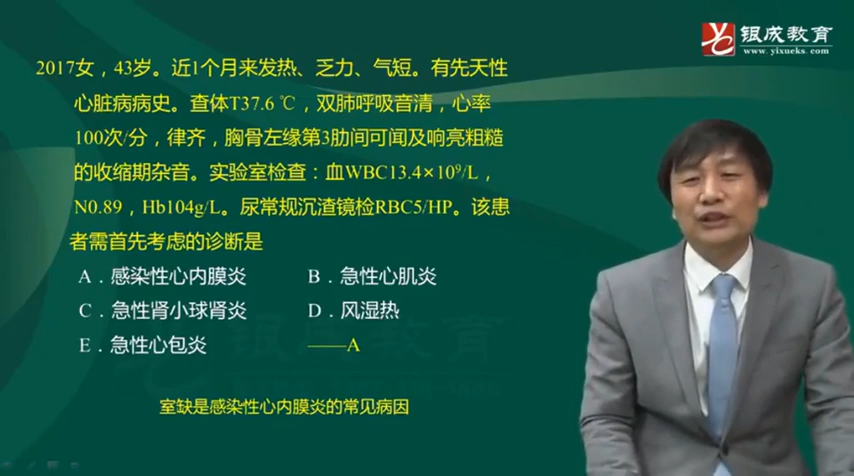 银成教育
www.yixueks.com
2017女，43岁。近1个月来发热、乏力、气短。有先天性
心脏病病史。查体T37.6 ℃，双肺呼吸音清，心率
100次/分，律齐，胸骨左缘第3肋间可闻及响亮粗糙
的收缩期杂音。实验室检查：血WBC13.4×10⁹/L，
N0.89，Hb104g/L。尿常规沉渣镜检RBC5/HP。该患
者需首先考虑的诊断是
A．感染性心内膜炎 B．急性心肌炎
C．急性肾小球肾炎 D．风湿热
E．急性心包炎 ——A
银成教育
室缺是感染性心内膜炎的常见病因